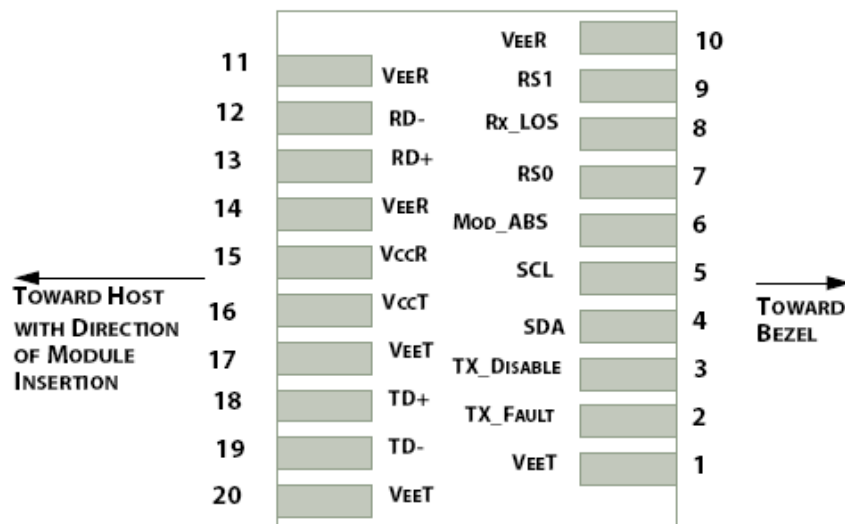 VEER 10
11 VEER
RS1 9
12 RD-
Rx_LOS 8
13 RD+
RS0 7
14 VEER
MOD_ABS 6
15 VCCR
SCL 5
TOWARD HOST
WITH DIRECTION
OF MODULE
INSERTION
TOWARD
BEZEL
16 VCCT
SDA 4
17 VEET
TX_DISABLE 3
18 TD+
TX_FAULT 2
19 TD-
VEET 1
20 VEET